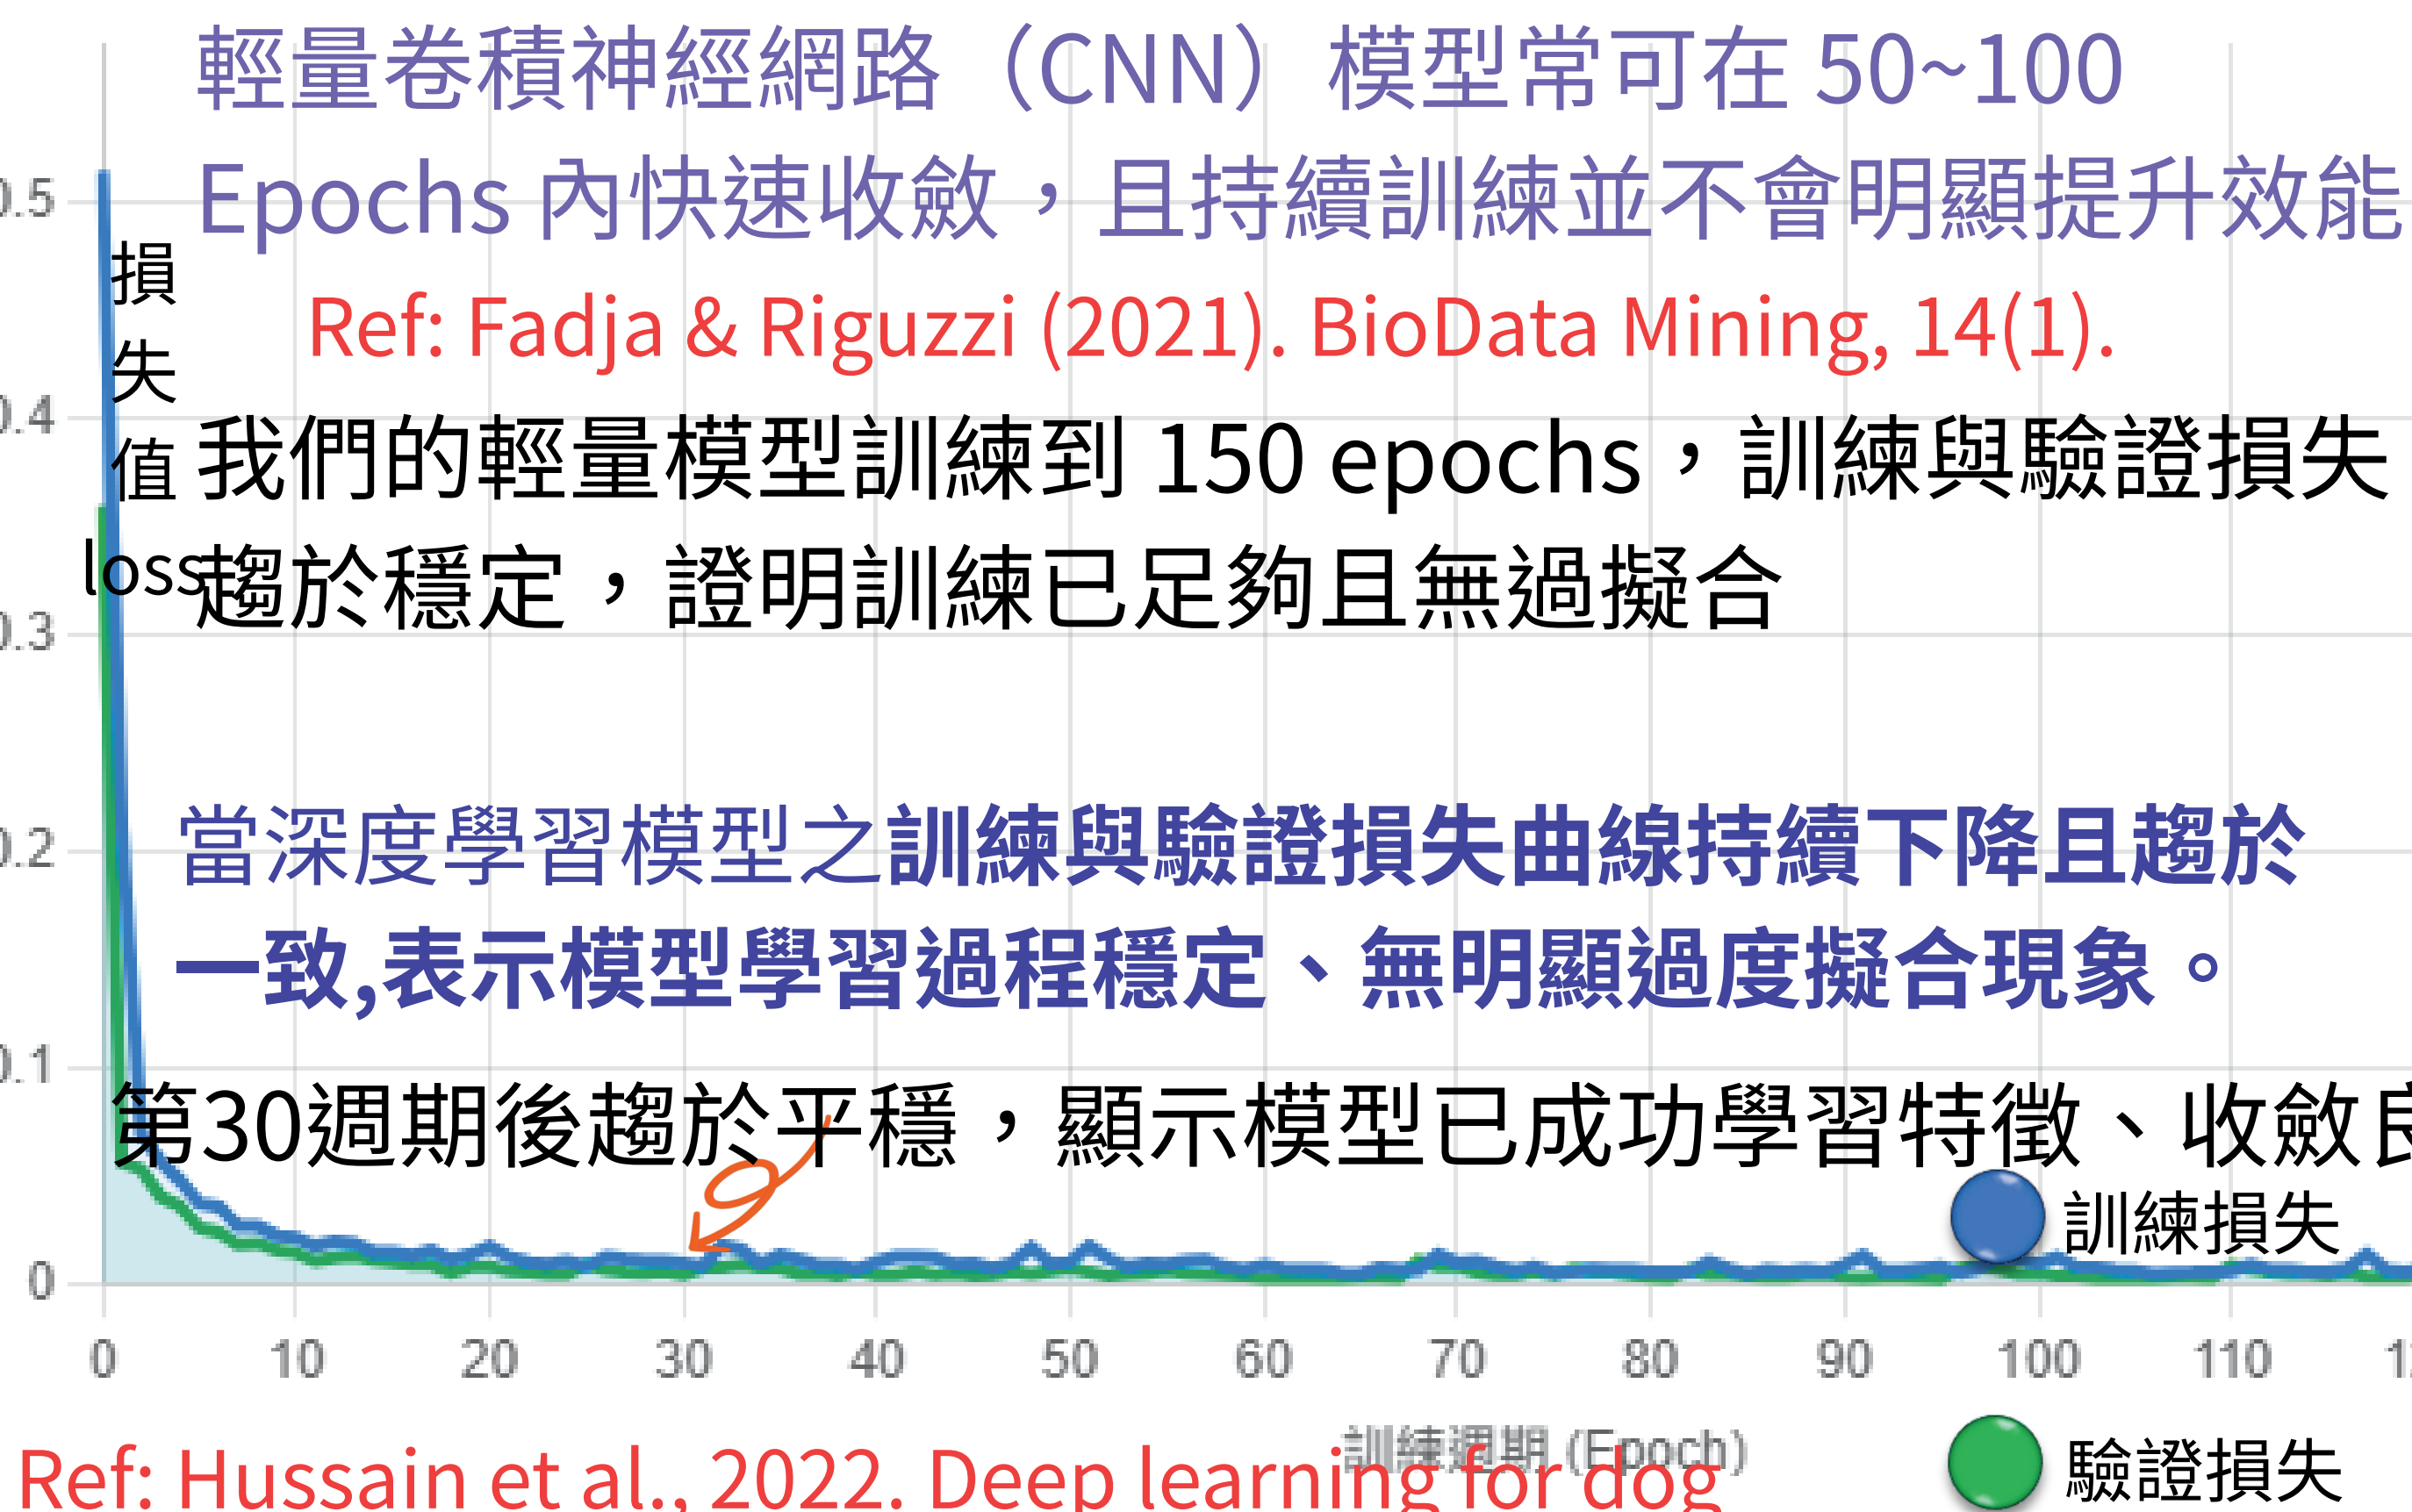 輕量卷積神經網路（CNN）模型常可在 50~100
Epochs 內快速收斂，且持續訓練並不會明顯提升效能
Ref: Fadja & Riguzzi (2021). BioData Mining, 14(1).
我們的輕量模型訓練到 150 epochs，訓練與驗證損失
趨於穩定，證明訓練已足夠且無過擬合
損
失
值
loss
當深度學習模型之訓練與驗證損失曲線持續下降且趨於
一致,表示模型學習過程穩定、無明顯過度擬合現象。
第30週期後趨於平穩，顯示模型已成功學習特徵、收斂
訓練損失
0.5
0.4
0.3
0.2
0.1
0
0 10 20 30 40 50 60 70 80 90 100 110
訓練週期 (Epoch)
驗證損失
Ref: Hussain et al., 2022. Deep learning for dog